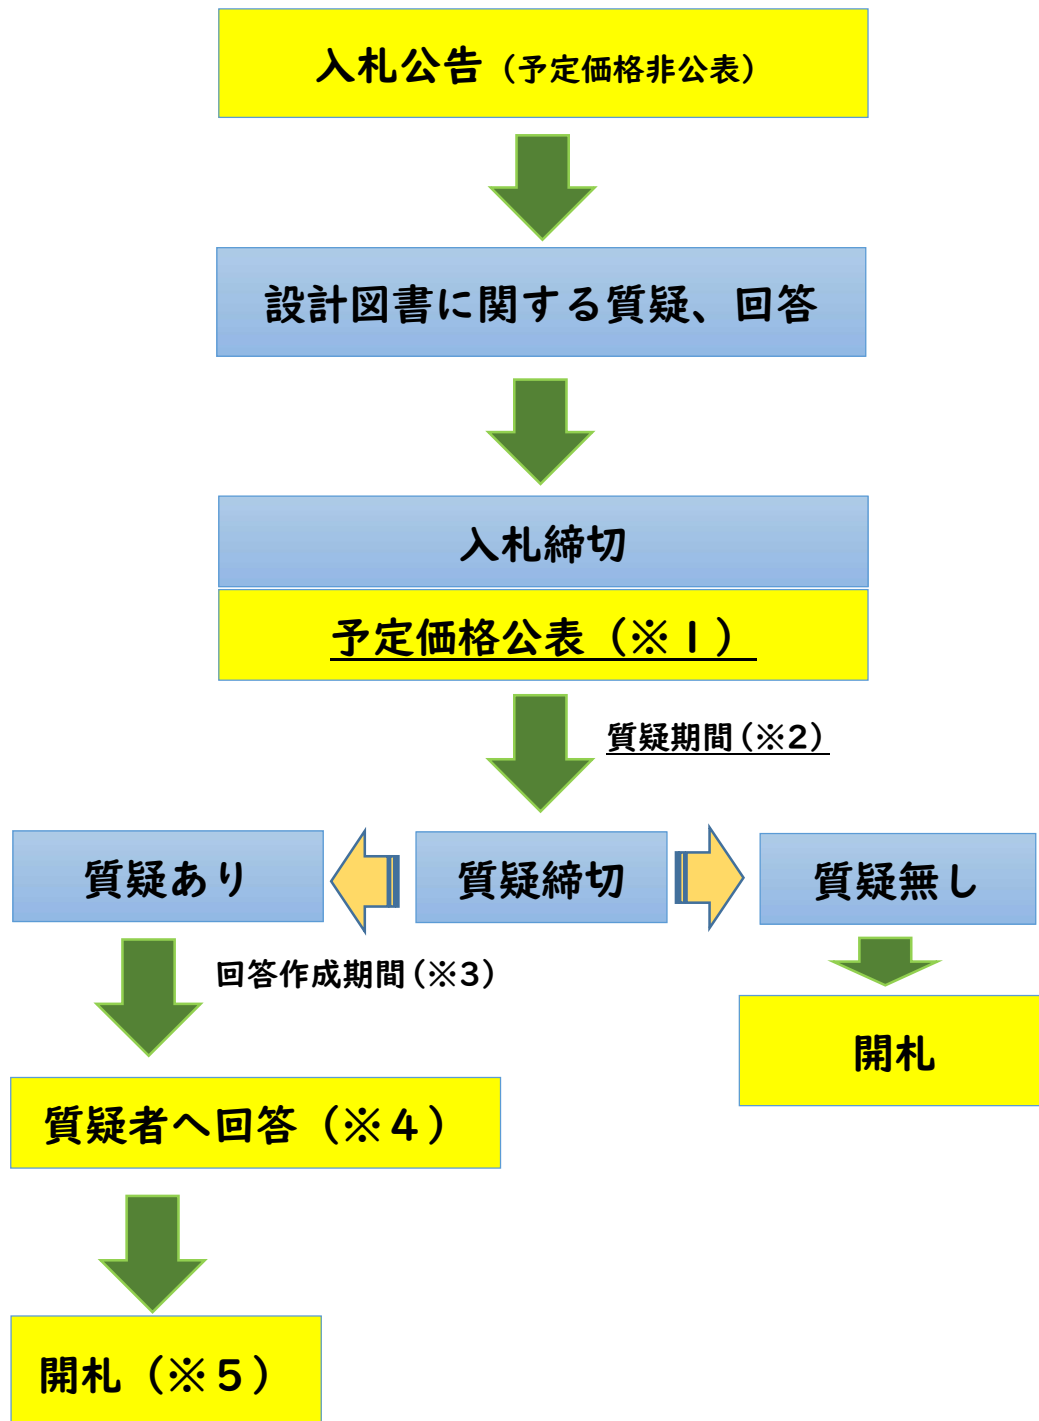 入札公告（予定価格非公表）
設計図書に関する質疑、回答
入札締切
予定価格公表（※１）
質疑期間（※2）
質疑あり
質疑締切
質疑無し
回答作成期間（※3）
開札
質疑者へ回答（※４）
開札（※５）